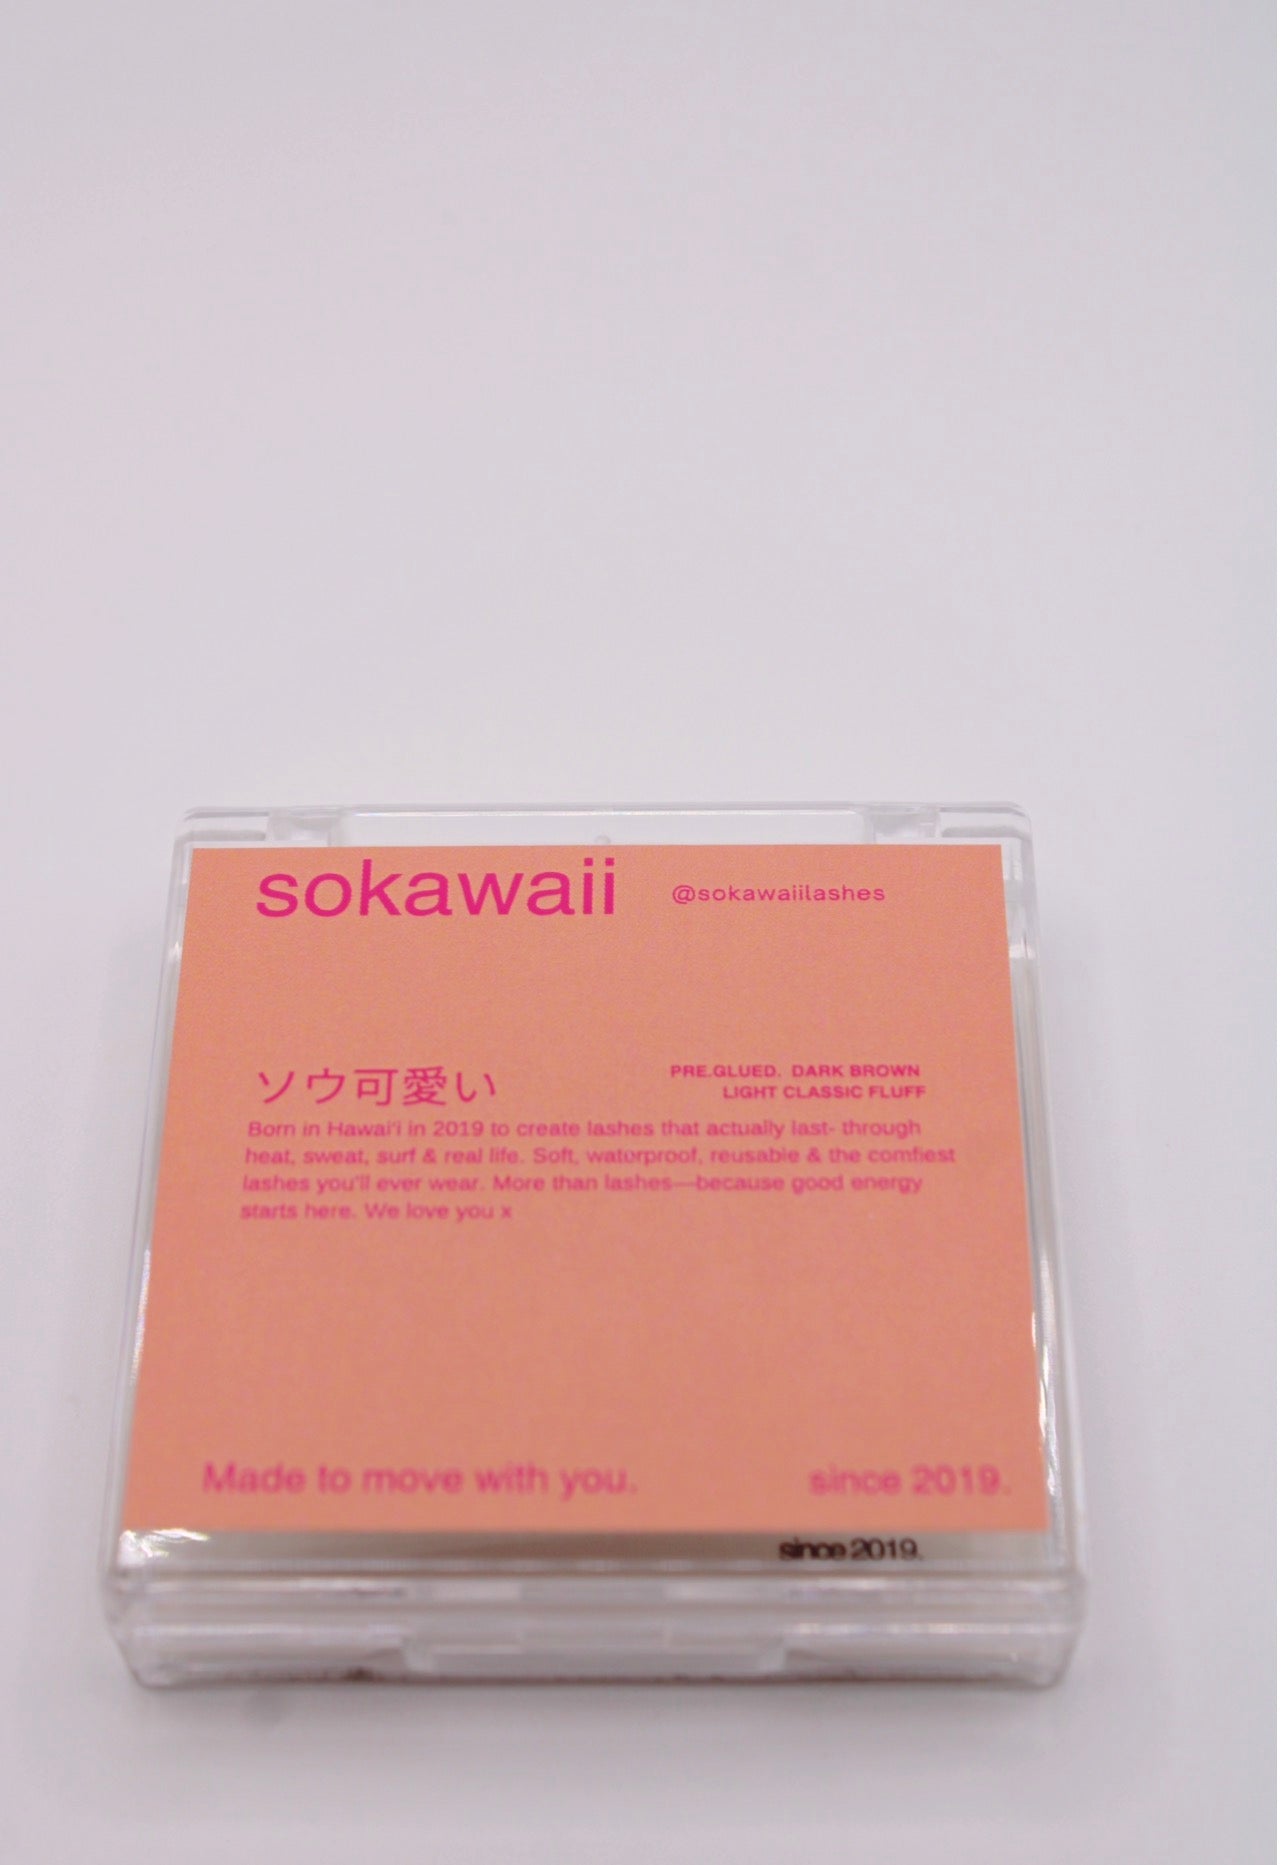 sokawaii
@sokawaiilashes
ソウ可愛い
PRE.GLUED. DARK BROWN
LIGHT CLASSIC FLUFF
Born in Hawai'i in 2019 to create lashes that actually last- through
heat, sweat, surf & real life. Soft, waterproof, reusable & the comfiest
lashes you'll ever wear. More than lashes—because good energy
starts here. We love you x
Made to move with you.
since 2019.
since 2019.